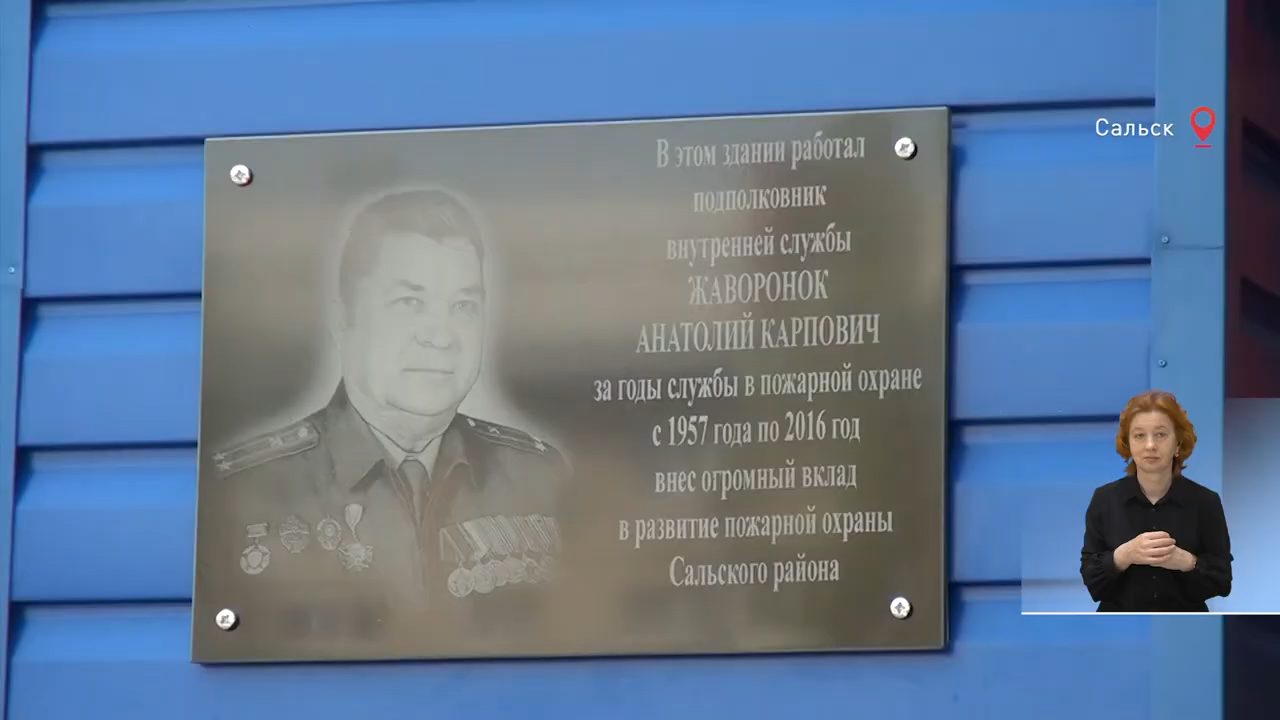 Сальск
В этом здании работал
подполковник
внутренней службы
ЖАВОРОНОК
АНАТОЛИЙ КАРПОВИЧ
за годы службы в пожарной охране
с 1957 года по 2016 год
внес огромный вклад
в развитие пожарной охраны
Сальского района